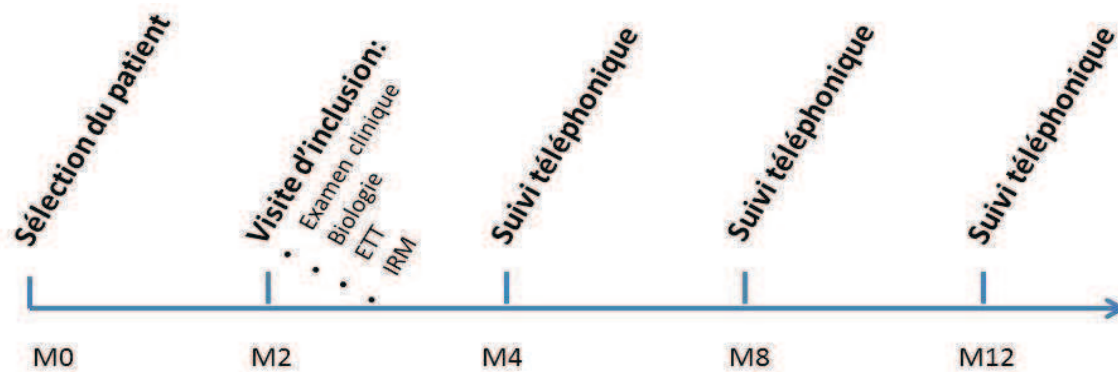 Sélection du patient
Visite d'inclusion:
• Examen clinique
• Biologie
• ETT
• IRM
Suivi téléphonique
Suivi téléphonique
Suivi téléphonique
M0
M2
M4
M8
M12